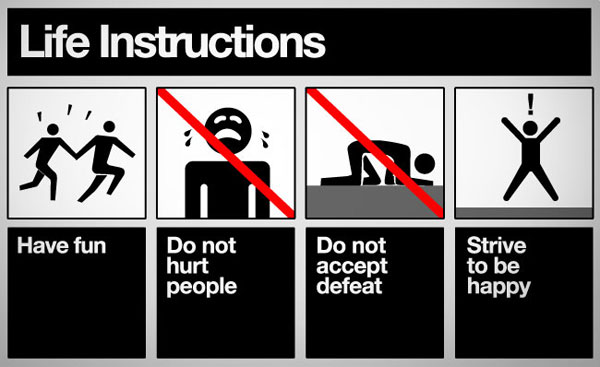 Life Instructions
!
Have fun
Do not
hurt
people
Do not
accept
defeat
Strive
to be
happy